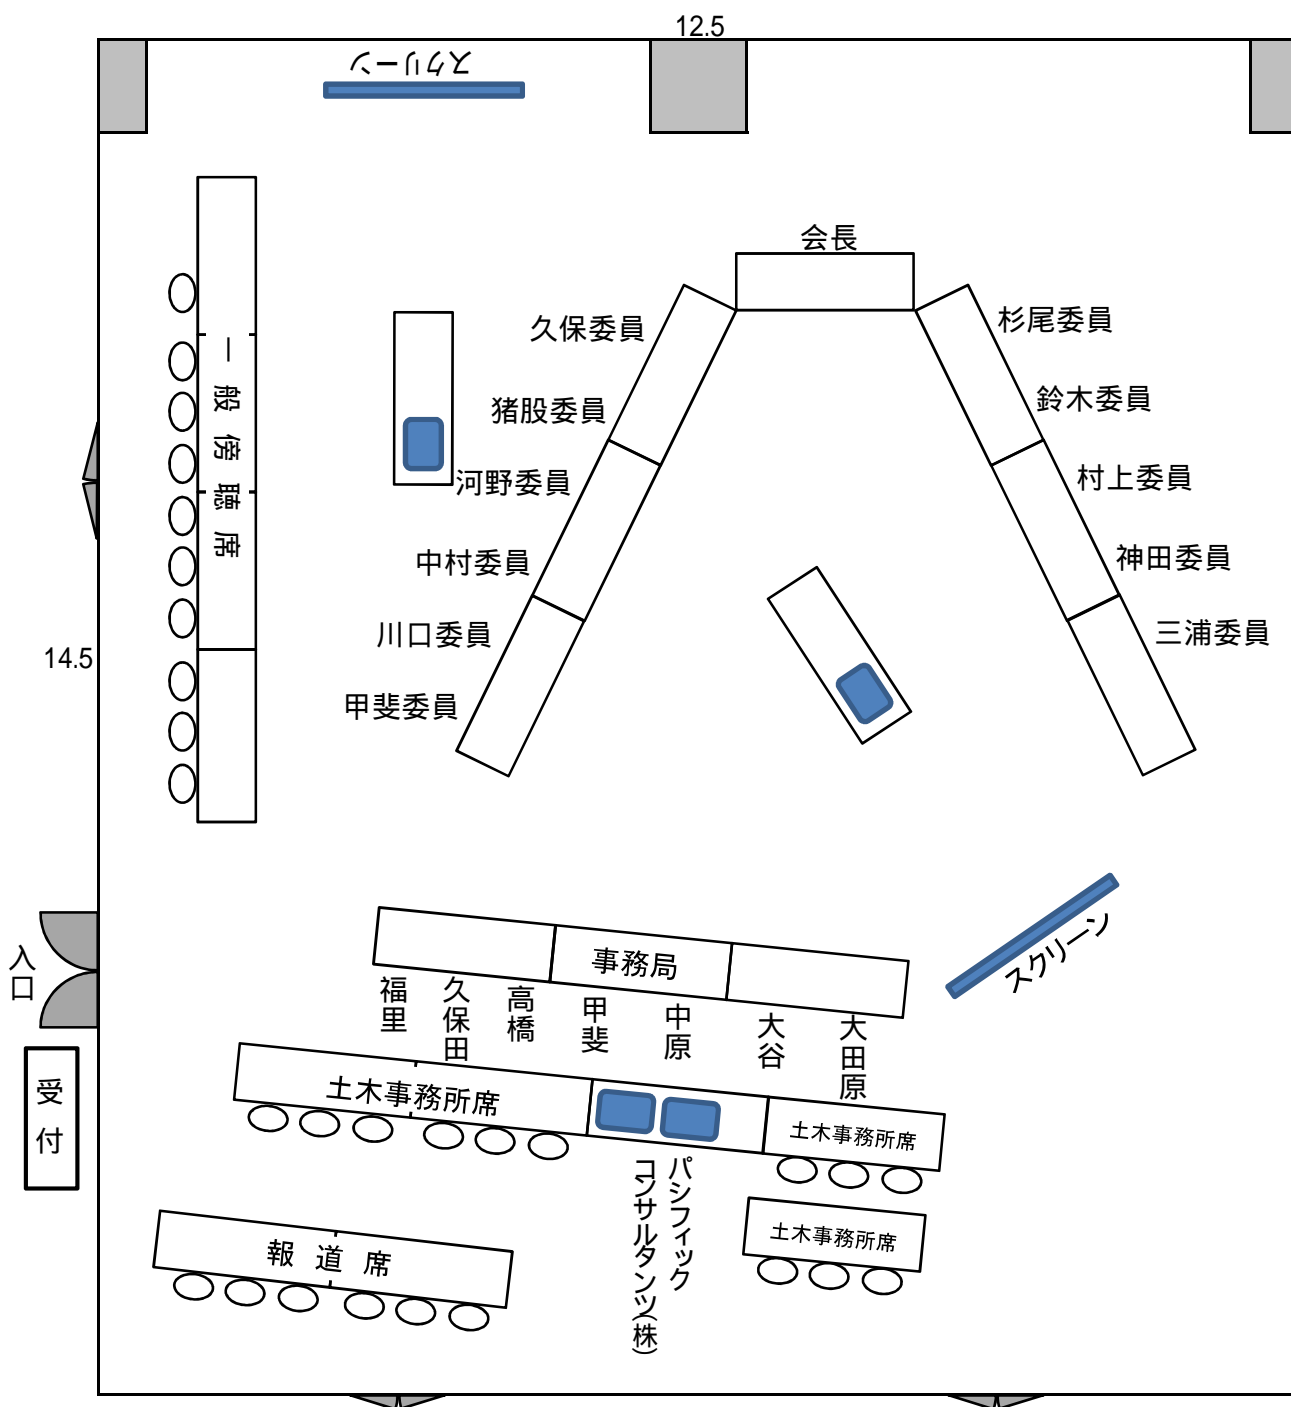 12.5
スクリーン
会長
久保委員
杉尾委員
猪股委員
鈴木委員
河野委員
村上委員
中村委員
神田委員
川口委員
三浦委員
甲斐委員
一般傍聴席
14.5
スクリーン
入口
受付
事務局
福里
久保田
高橋
甲斐
中原
大谷
大田原
土木事務所席
土木事務所席
パシフィック
コンサルタンツ(株)
土木事務所席
報道席